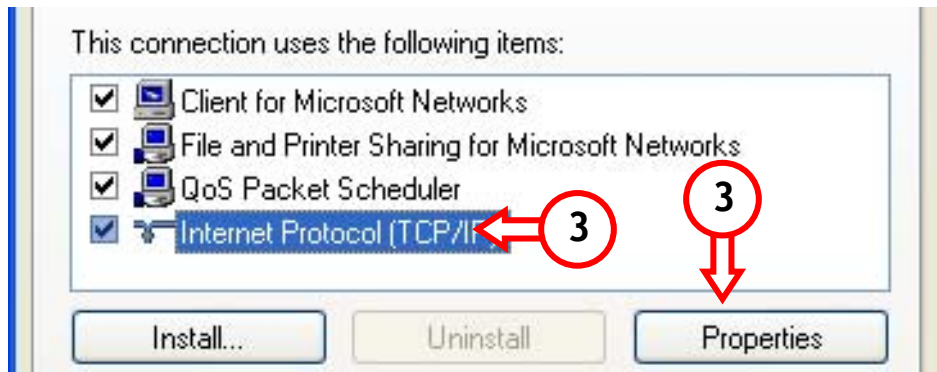 This connection uses the following items:
Client for Microsoft Networks
File and Printer Sharing for Microsoft Networks
QoS Packet Scheduler
3
Internet Protocol (TCP/IP)
3
Install...
Uninstall
Properties